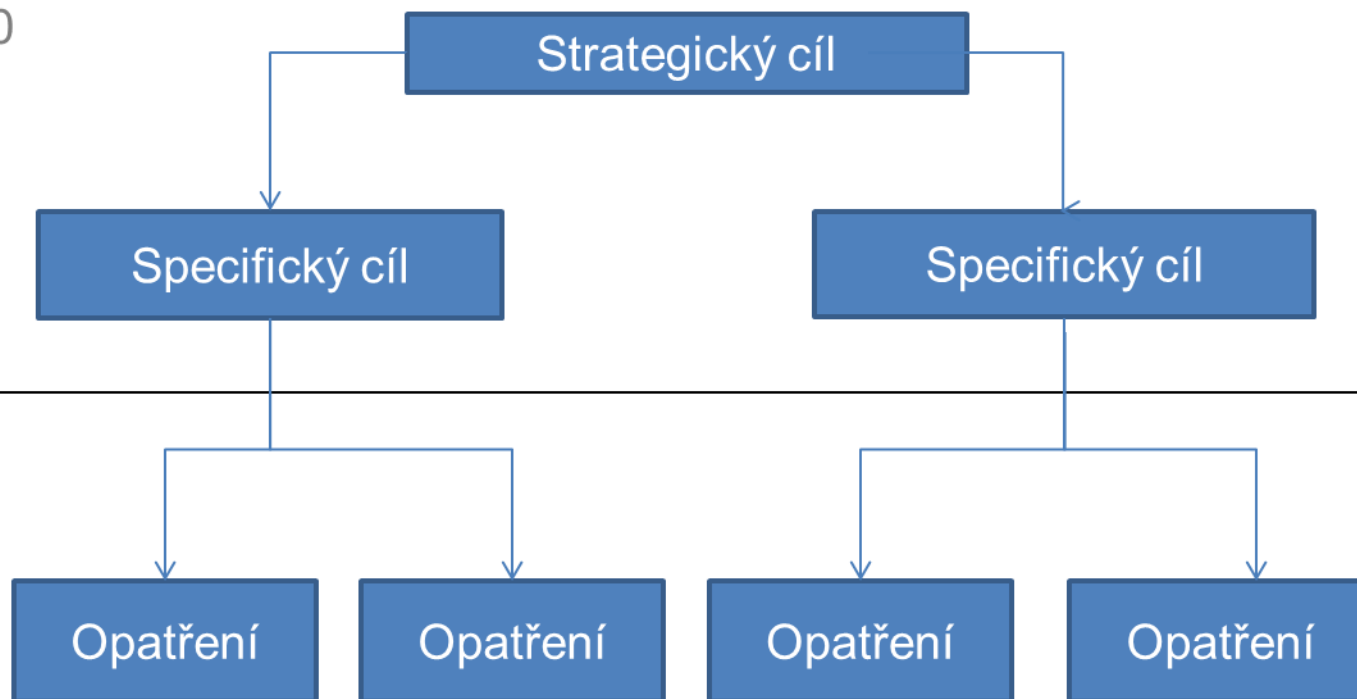 Strategický cíl
Specifický cíl
Specifický cíl
Opatření
Opatření
Opatření
Opatření